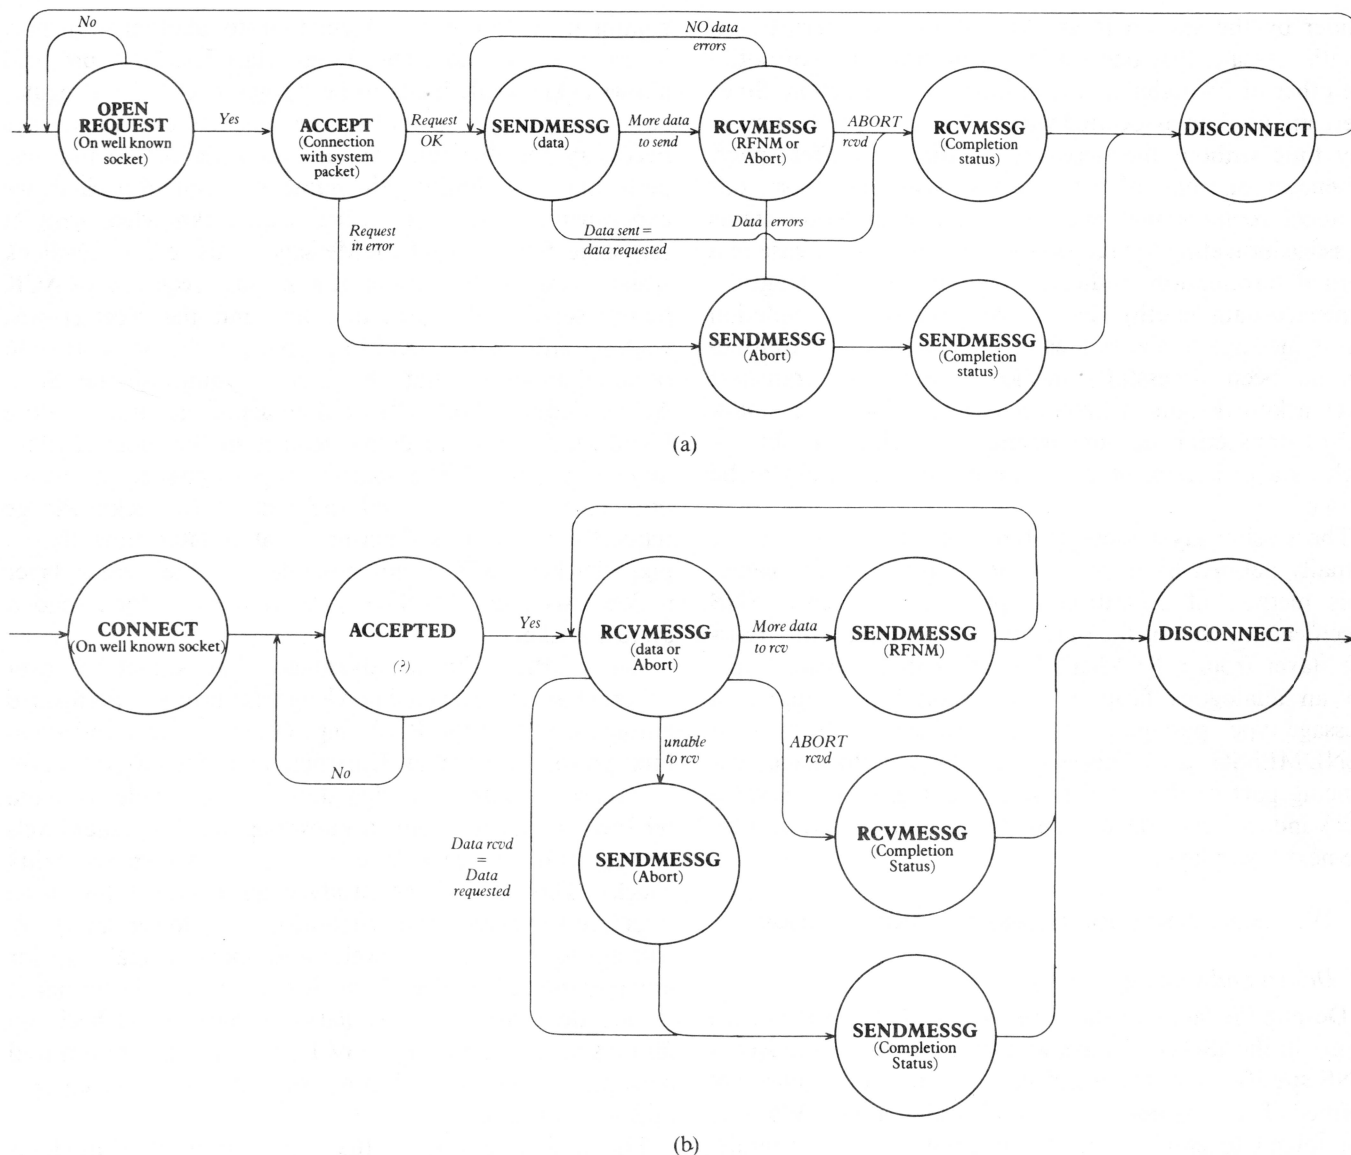 No
NO data
errors
OPEN
REQUEST
(On well known
socket)
Yes
ACCEPT
(Connection
with system
packet)
Request
OK
SENDMESSG
(data)
More data
to send
RCVMESSG
(RFNM or
Abort)
ABORT
rcvd
RCVMSSG
(Completion
status)
DISCONNECT
Request
in error
Data sent =
data requested
Data errors
SENDMESSG
(Abort)
SENDMESSG
(Completion
status)
(a)
CONNECT
(On well known socket)
ACCEPTED
(?)
No
Yes
RCVMESSG
(data or
Abort)
More data
to rcv
SENDMESSG
(RFNM)
DISCONNECT
unable
to rcv
ABORT
rcvd
Data rcvd
=
Data
requested
SENDMESSG
(Abort)
RCVMESSG
(Completion
Status)
SENDMESSG
(Completion
Status)
(b)